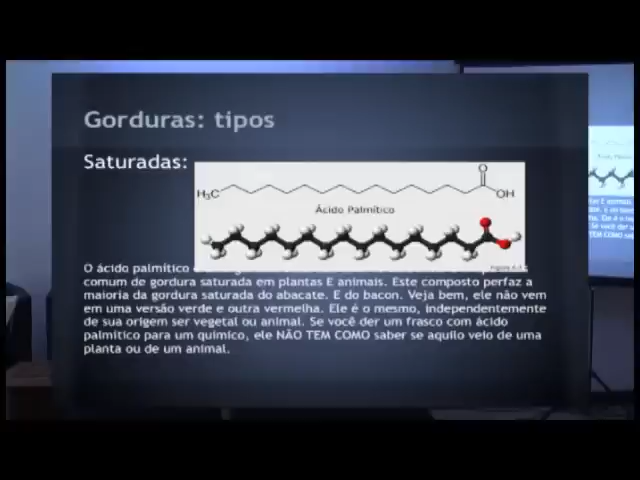 Gorduras: tipos
Saturadas:
O
H₃C
OH
Ácido Palmítico
O ácido palmítico
comum de gordura saturada em plantas E animais. Este composto perfaz a
maioria da gordura saturada do abacate. E do bacon. Veja bem, ele não vem
em uma versão verde e outra vermelha. Ele é o mesmo, independentemente
de sua origem ser vegetal ou animal. Se você der um frasco com ácido
palmítico para um químico, ele NÃO TEM COMO saber se aquilo veio de uma
planta ou de um animal.